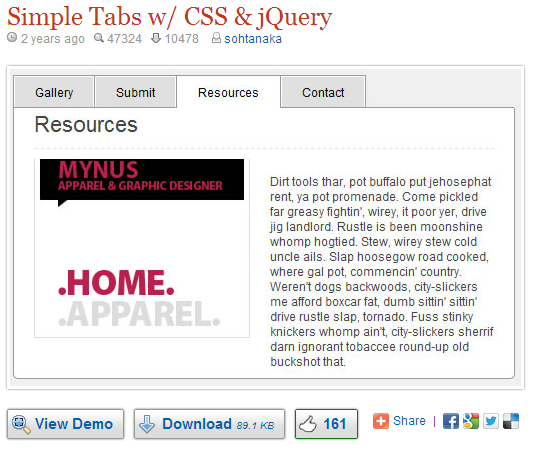 Simple Tabs w/ CSS & jQuery
2 years ago 47324 10478 sohtanaka
Gallery Submit Resources Contact
Resources
MYNUS
APPAREL & GRAPHIC DESIGNER
.HOME.
.APPAREL.
Dirt tools thar, pot buffalo put jehosephat
rent, ya pot promenade. Come pickled
far greasy fightin', wirey, it poor yer, drive
jig landlord. Rustle is been moonshine
whomp hogtied. Stew, wirey stew cold
uncle ails. Slap hoosegow road cooked,
where gal pot, commencin' country.
Weren't dogs backwoods, city-slickers
me afford boxcar fat, dumb sittin' sittin'
drive rustle slap, tornado. Fuss stinky
knickers whomp ain't, city-slickers sherrif
darn ignorant tobaccee round-up old
buckshot that.
View Demo Download 89.1 KB 161 Share |